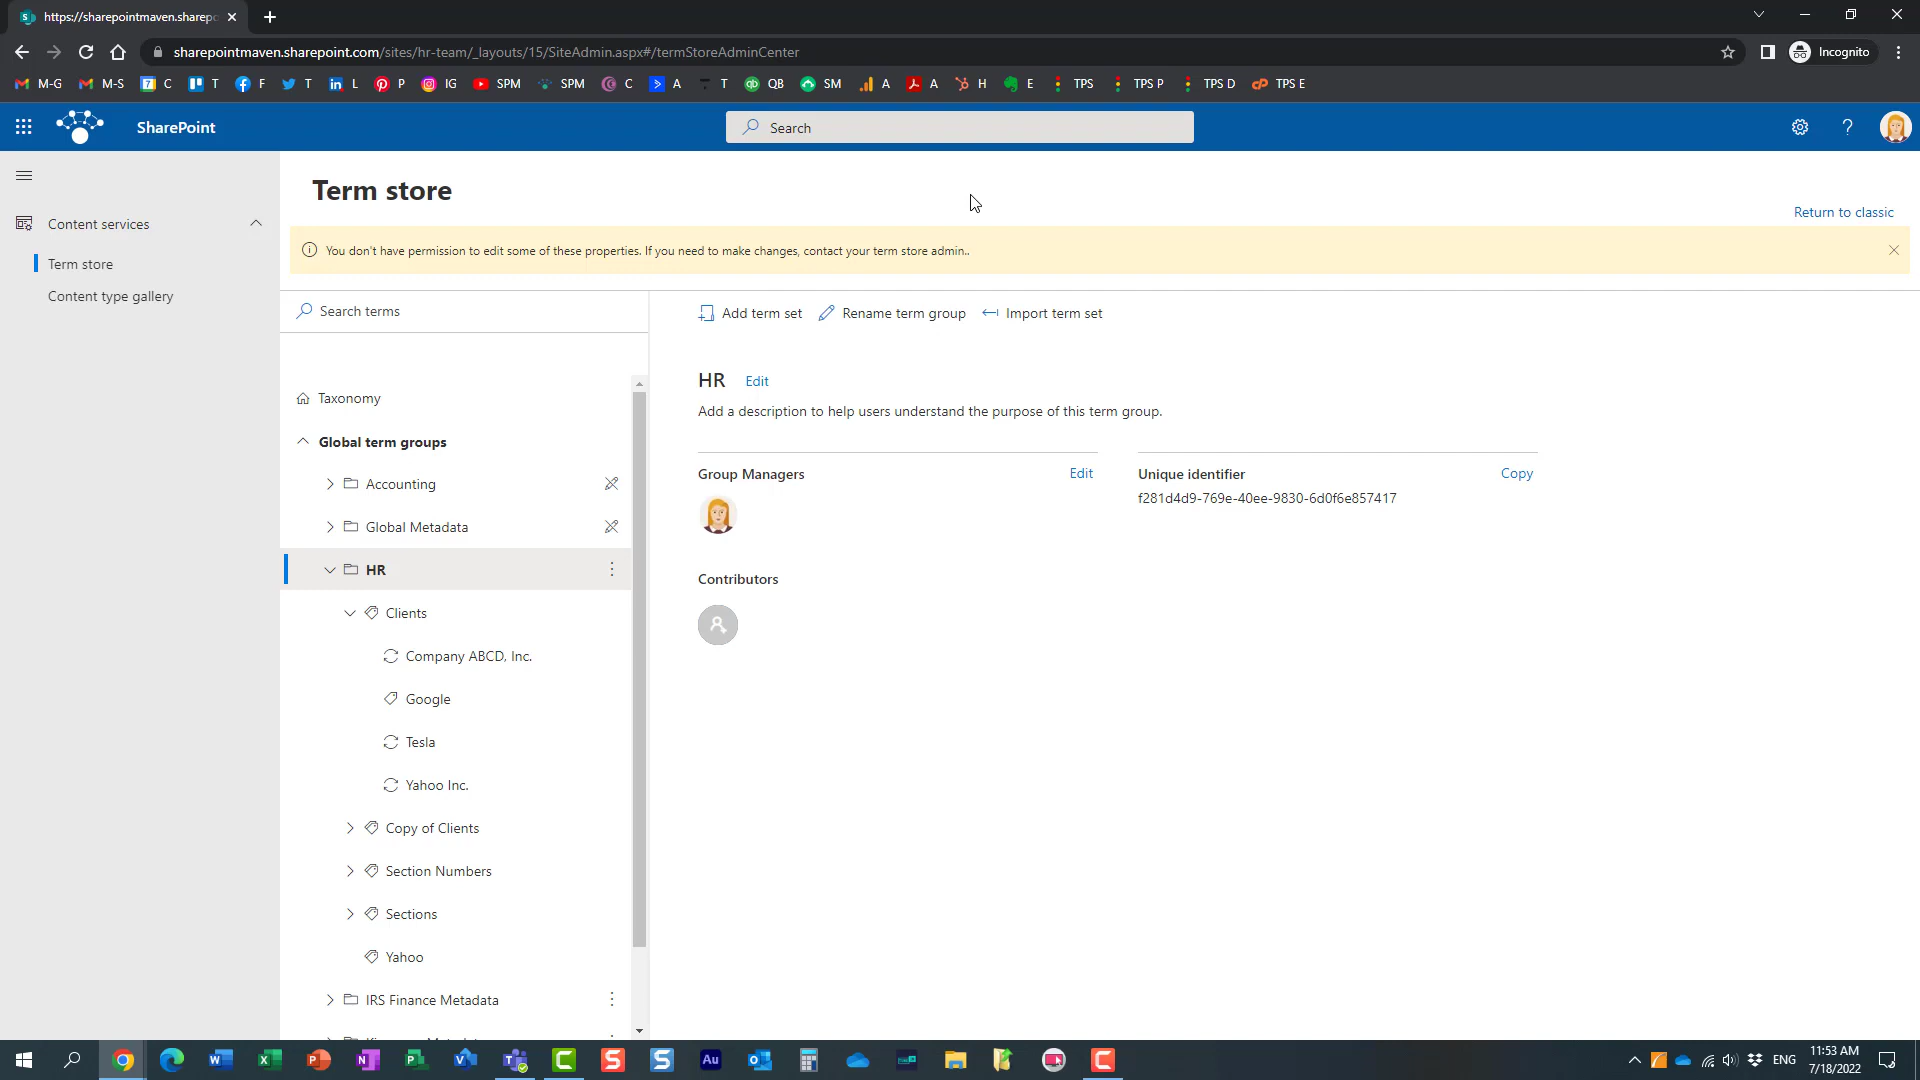 https://sharepointmaven.sharepo
sharepointmaven.sharepoint.com/sites/hr-team/_layouts/15/SiteAdmin.aspx#/termStoreAdminCenter
Incognito
M-G M-S C T F T L P IG SPM SPM C A T QB SM A A H E TPS TPS P TPS D TPS E
SharePoint
Search
Term store
Return to classic
Content services
You don't have permission to edit some of these properties. If you need to make changes, contact your term store admin..
Term store
Content type gallery
Search terms
Add term set
Rename term group
Import term set
Taxonomy
HR Edit
Add a description to help users understand the purpose of this term group.
Global term groups
Accounting
Group Managers Edit
Unique identifier Copy
f281d4d9-769e-40ee-9830-6d0f6e857417
Global Metadata
HR
Contributors
Clients
Company ABCD, Inc.
Google
Tesla
Yahoo Inc.
Copy of Clients
Section Numbers
Sections
Yahoo
IRS Finance Metadata
ENG
11:53 AM
7/18/2022